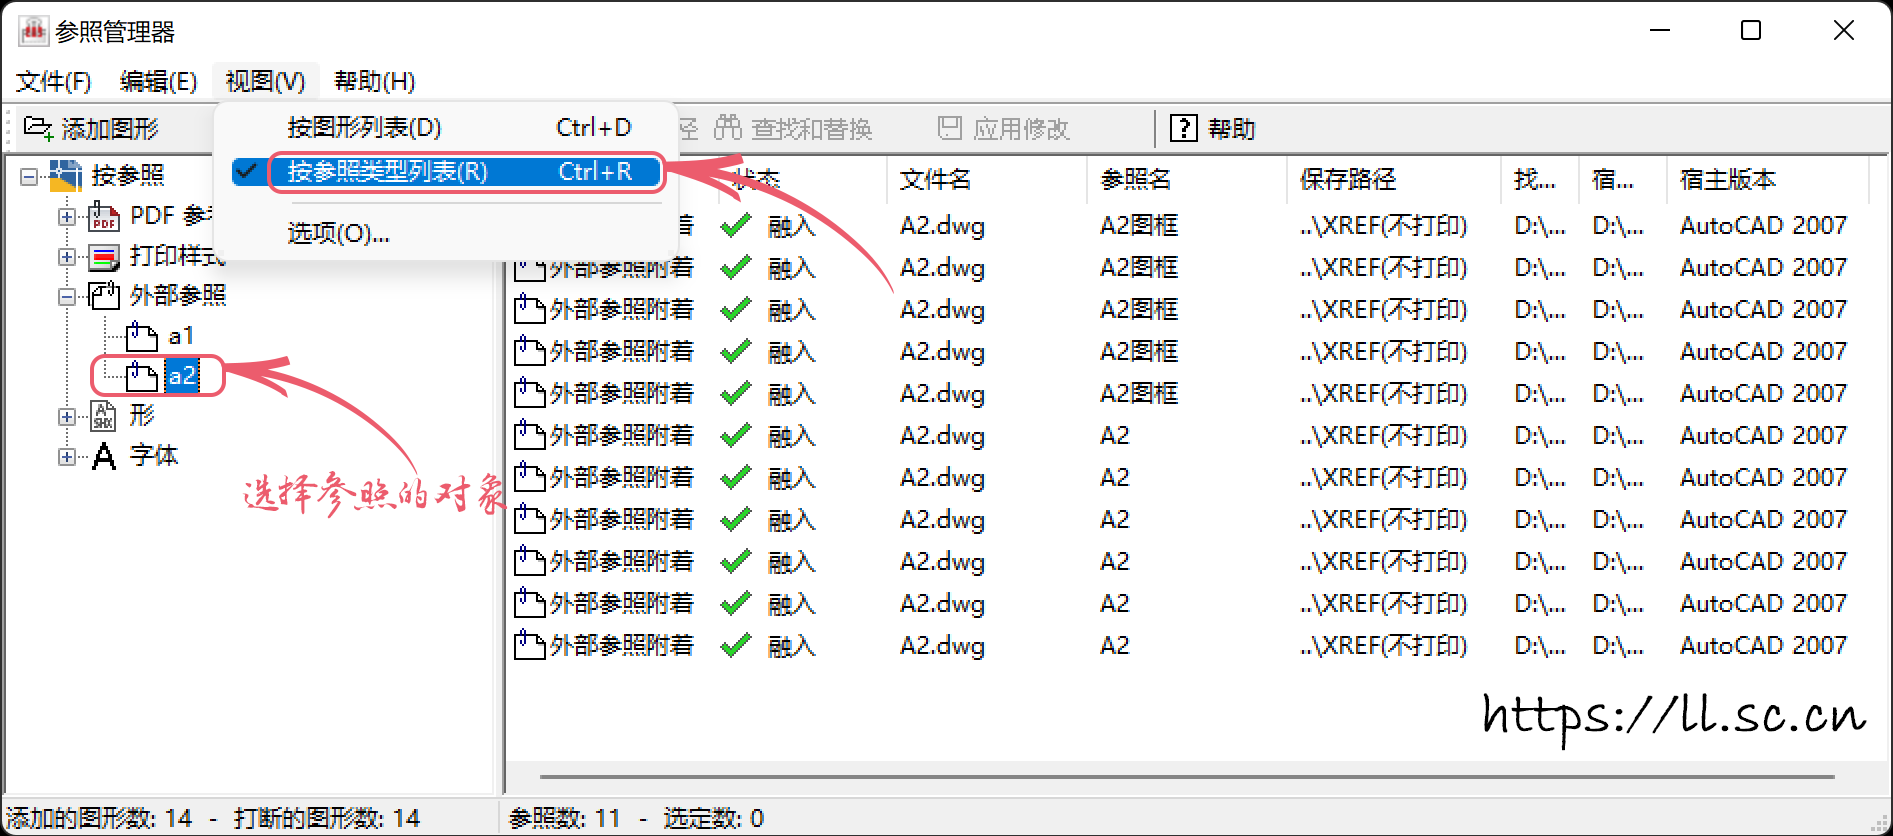 参照管理器
文件(F) 编辑(E) 视图(V) 帮助(H)
添加图形 径 查找和替换 应用修改 ? 帮助
按图形列表(D) Ctrl+D
按参照类型列表(R) Ctrl+R
选项(O)...
按参照
PDF 参考
打印样式
外部参照
a1
a2
形
字体
选择参照的对象
状态 文件名 参照名 保存路径 找... 宿... 宿主版本
着 融入 A2.dwg A2图框 ..\XREF(不打印) D:\... D:\... AutoCAD 2007
外部参照附着 融入 A2.dwg A2图框 ..\XREF(不打印) D:\... D:\... AutoCAD 2007
外部参照附着 融入 A2.dwg A2图框 ..\XREF(不打印) D:\... D:\... AutoCAD 2007
外部参照附着 融入 A2.dwg A2图框 ..\XREF(不打印) D:\... D:\... AutoCAD 2007
外部参照附着 融入 A2.dwg A2图框 ..\XREF(不打印) D:\... D:\... AutoCAD 2007
外部参照附着 融入 A2.dwg A2 ..\XREF(不打印) D:\... D:\... AutoCAD 2007
外部参照附着 融入 A2.dwg A2 ..\XREF(不打印) D:\... D:\... AutoCAD 2007
外部参照附着 融入 A2.dwg A2 ..\XREF(不打印) D:\... D:\... AutoCAD 2007
外部参照附着 融入 A2.dwg A2 ..\XREF(不打印) D:\... D:\... AutoCAD 2007
外部参照附着 融入 A2.dwg A2 ..\XREF(不打印) D:\... D:\... AutoCAD 2007
外部参照附着 融入 A2.dwg A2 ..\XREF(不打印) D:\... D:\... AutoCAD 2007
https://ll.sc.cn
添加的图形数: 14 - 打断的图形数: 14 参照数: 11 - 选定数: 0